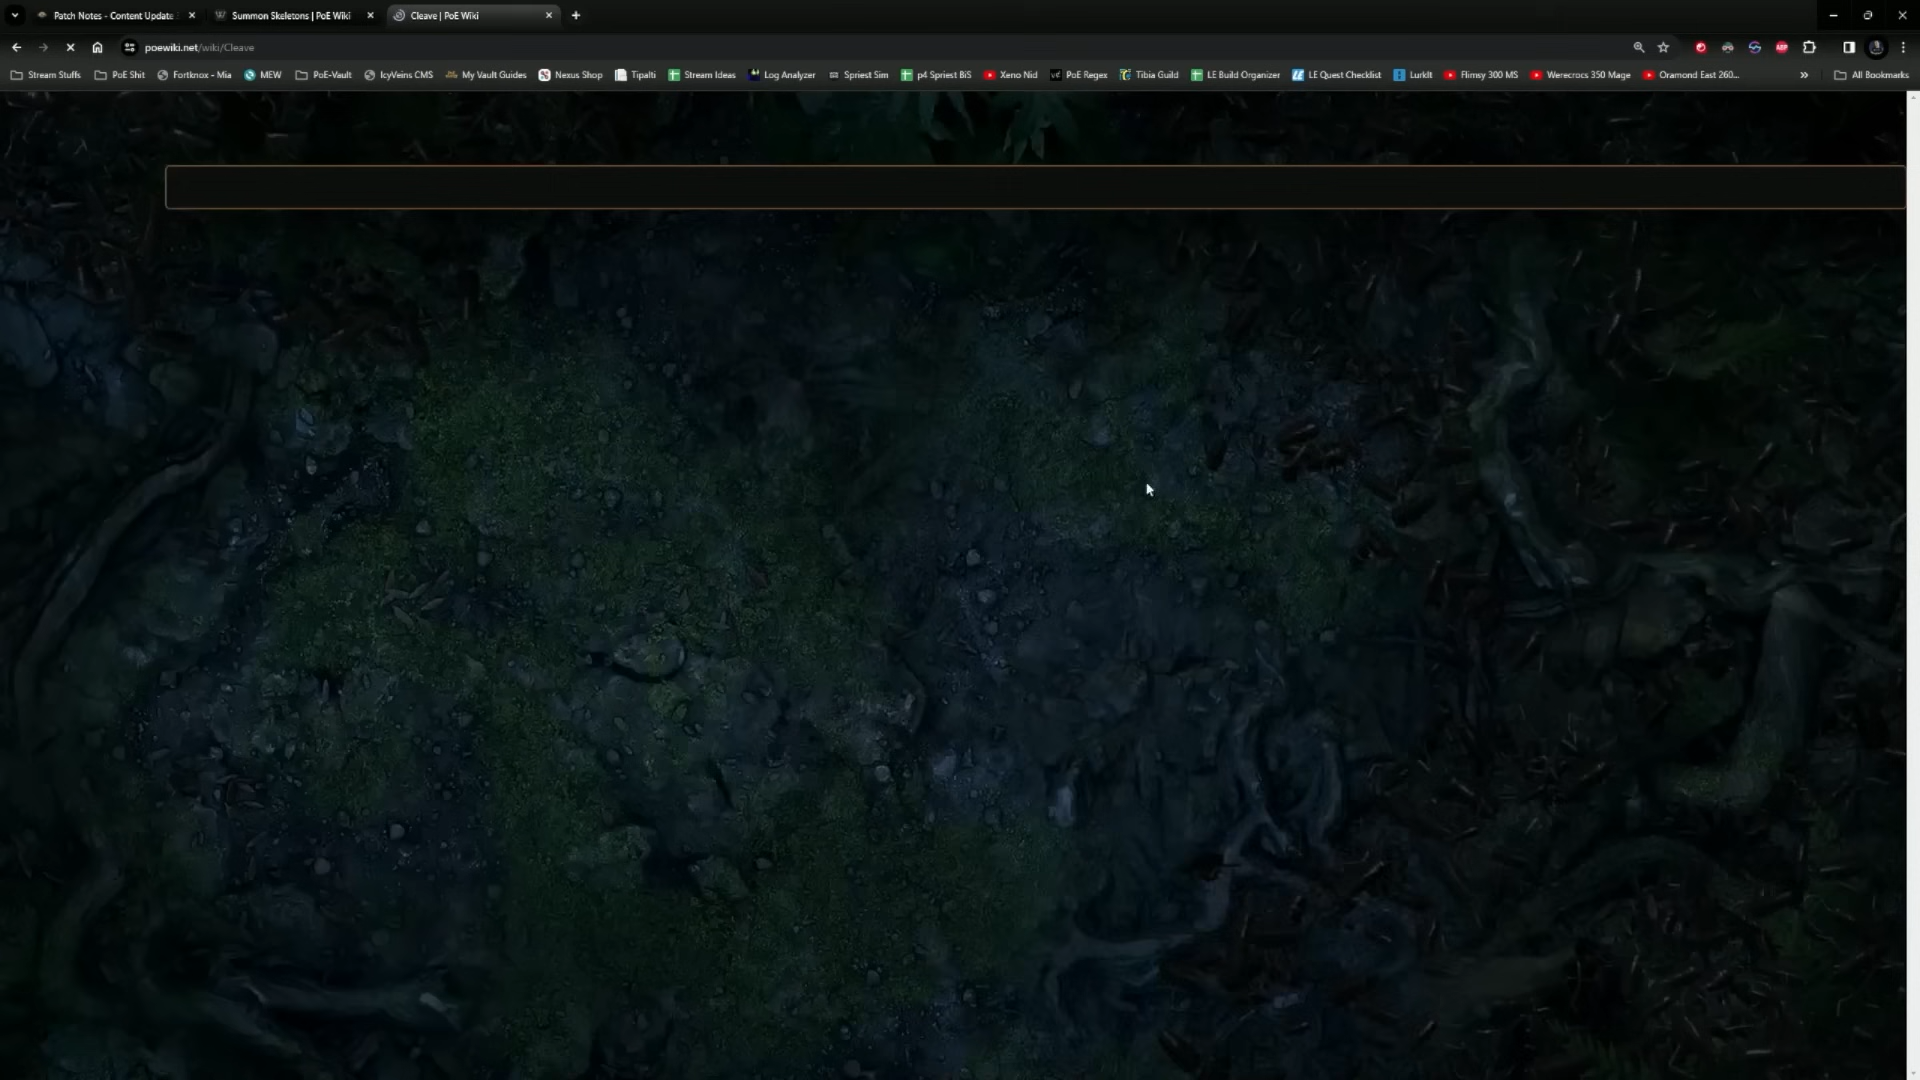 Patch Notes - Content Update
Summon Skeletons | PoE Wiki
Cleave | PoE Wiki
poewiki.net/wiki/Cleave
Stream Stuffs
PoE Shit
Fortknox - Mia
MEW
PoE-Vault
IcyVeins CMS
My Vault Guides
Nexus Shop
Tipalti
Stream Ideas
Log Analyzer
Spriest Sim
p4 Spriest BiS
Xeno Nid
PoE Regex
Tibia Guild
LE Build Organizer
LE Quest Checklist
LurkIt
Flimsy 300 MS
Werecrocs 350 Mage
Oramond East 260...
All Bookmarks